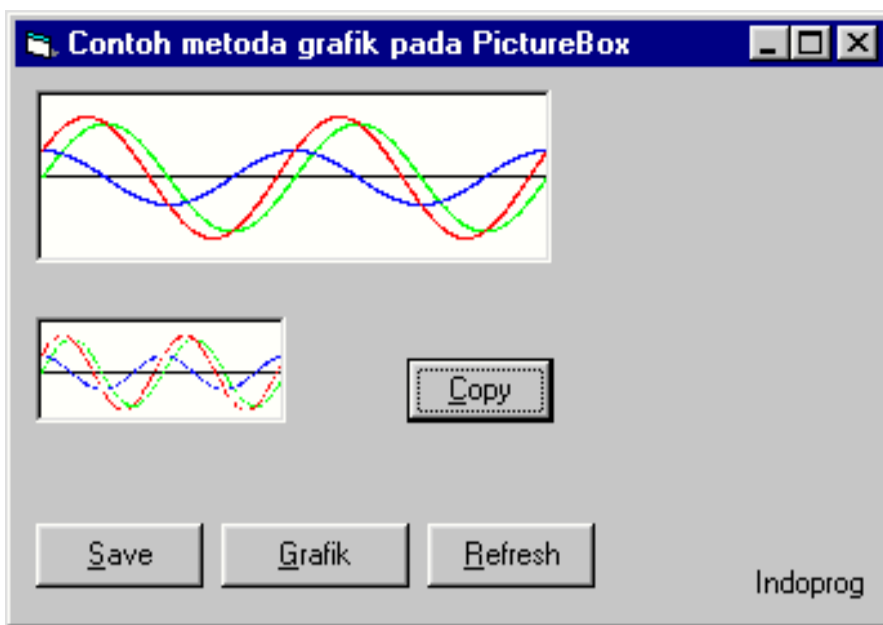 Contoh metoda grafik pada PictureBox
Copy
Save
Grafik
Refresh
Indoprog